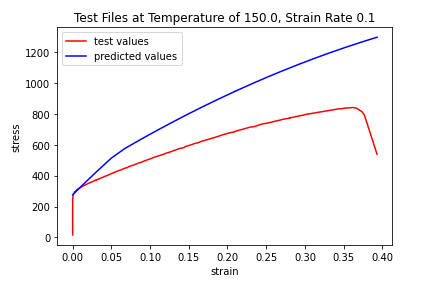 Test Files at Temperature of 150.0, Strain Rate 0.1
test values
predicted values
stress
1200
1000
800
600
400
200
0
0.00 0.05 0.10 0.15 0.20 0.25 0.30 0.35 0.40
strain